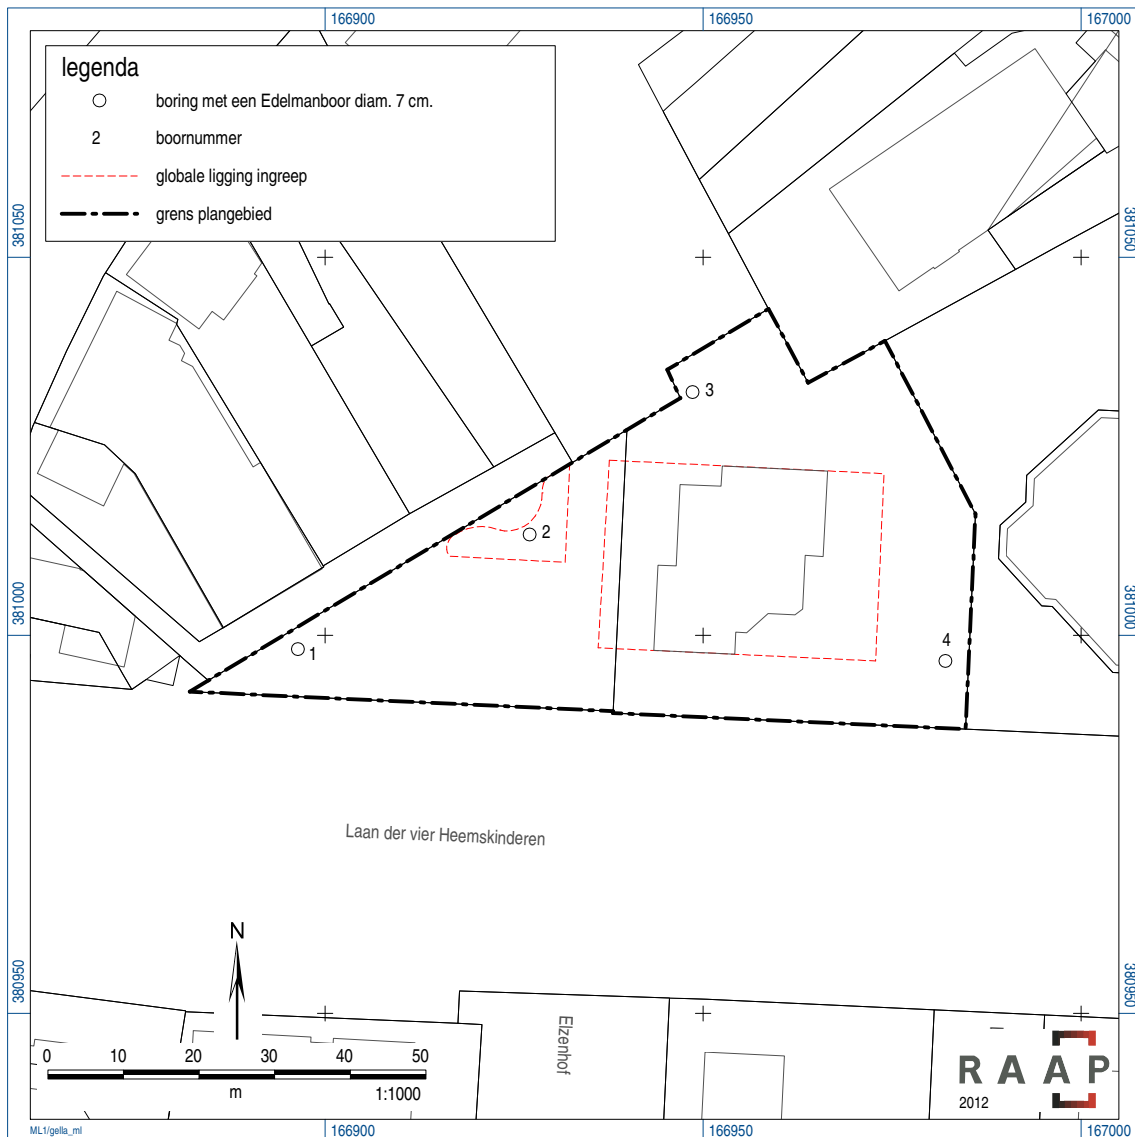 166900
166950
167000
legenda
boring met een Edelmanboor diam. 7 cm.
2
boornummer
globale ligging ingreep
grens plangebied
381050
381050
3
2
381000
381000
1
4
Laan der vier Heemskinderen
N
380950
380950
Elzenhof
0 10 20 30 40 50
m
1:1000
RAAP
2012
ML1/gella_ml
166900
166950
167000